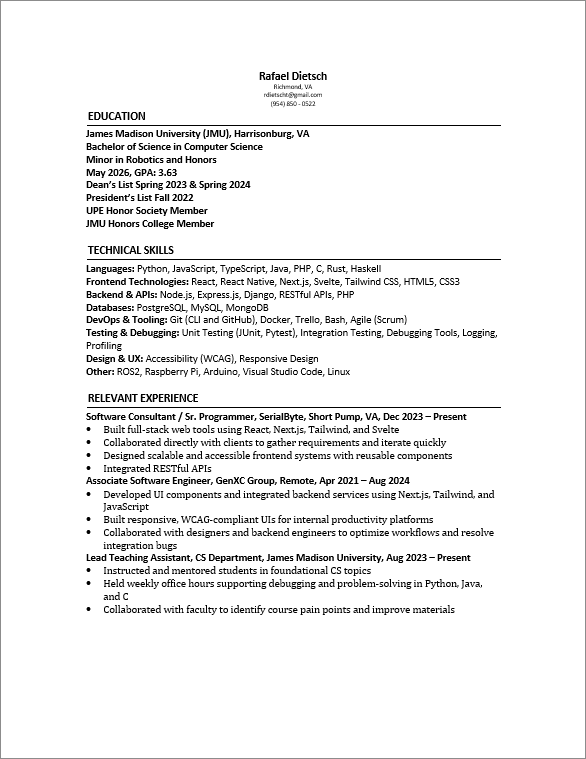 Rafael Dietsch
Richmond, VA
rdietscht@gmail.com
(954) 850 - 0522
EDUCATION
James Madison University (JMU), Harrisonburg, VA
Bachelor of Science in Computer Science
Minor in Robotics and Honors
May 2026, GPA: 3.63
Dean’s List Spring 2023 & Spring 2024
President’s List Fall 2022
UPE Honor Society Member
JMU Honors College Member
TECHNICAL SKILLS
Languages: Python, JavaScript, TypeScript, Java, PHP, C, Rust, Haskell
Frontend Technologies: React, React Native, Next.js, Svelte, Tailwind CSS, HTML5, CSS3
Backend & APIs: Node.js, Express.js, Django, RESTful APIs, PHP
Databases: PostgreSQL, MySQL, MongoDB
DevOps & Tooling: Git (CLI and GitHub), Docker, Trello, Bash, Agile (Scrum)
Testing & Debugging: Unit Testing (JUnit, Pytest), Integration Testing, Debugging Tools, Logging,
Profiling
Design & UX: Accessibility (WCAG), Responsive Design
Other: ROS2, Raspberry Pi, Arduino, Visual Studio Code, Linux
RELEVANT EXPERIENCE
Software Consultant / Sr. Programmer, SerialByte, Short Pump, VA, Dec 2023 – Present
• Built full-stack web tools using React, Next.js, Tailwind, and Svelte
• Collaborated directly with clients to gather requirements and iterate quickly
• Designed scalable and accessible frontend systems with reusable components
• Integrated RESTful APIs
Associate Software Engineer, GenXC Group, Remote, Apr 2021 – Aug 2024
• Developed UI components and integrated backend services using Next.js, Tailwind, and
JavaScript
• Built responsive, WCAG-compliant UIs for internal productivity platforms
• Collaborated with designers and backend engineers to optimize workflows and resolve
integration bugs
Lead Teaching Assistant, CS Department, James Madison University, Aug 2023 – Present
• Instructed and mentored students in foundational CS topics
• Held weekly office hours supporting debugging and problem-solving in Python, Java,
and C
• Collaborated with faculty to identify course pain points and improve materials